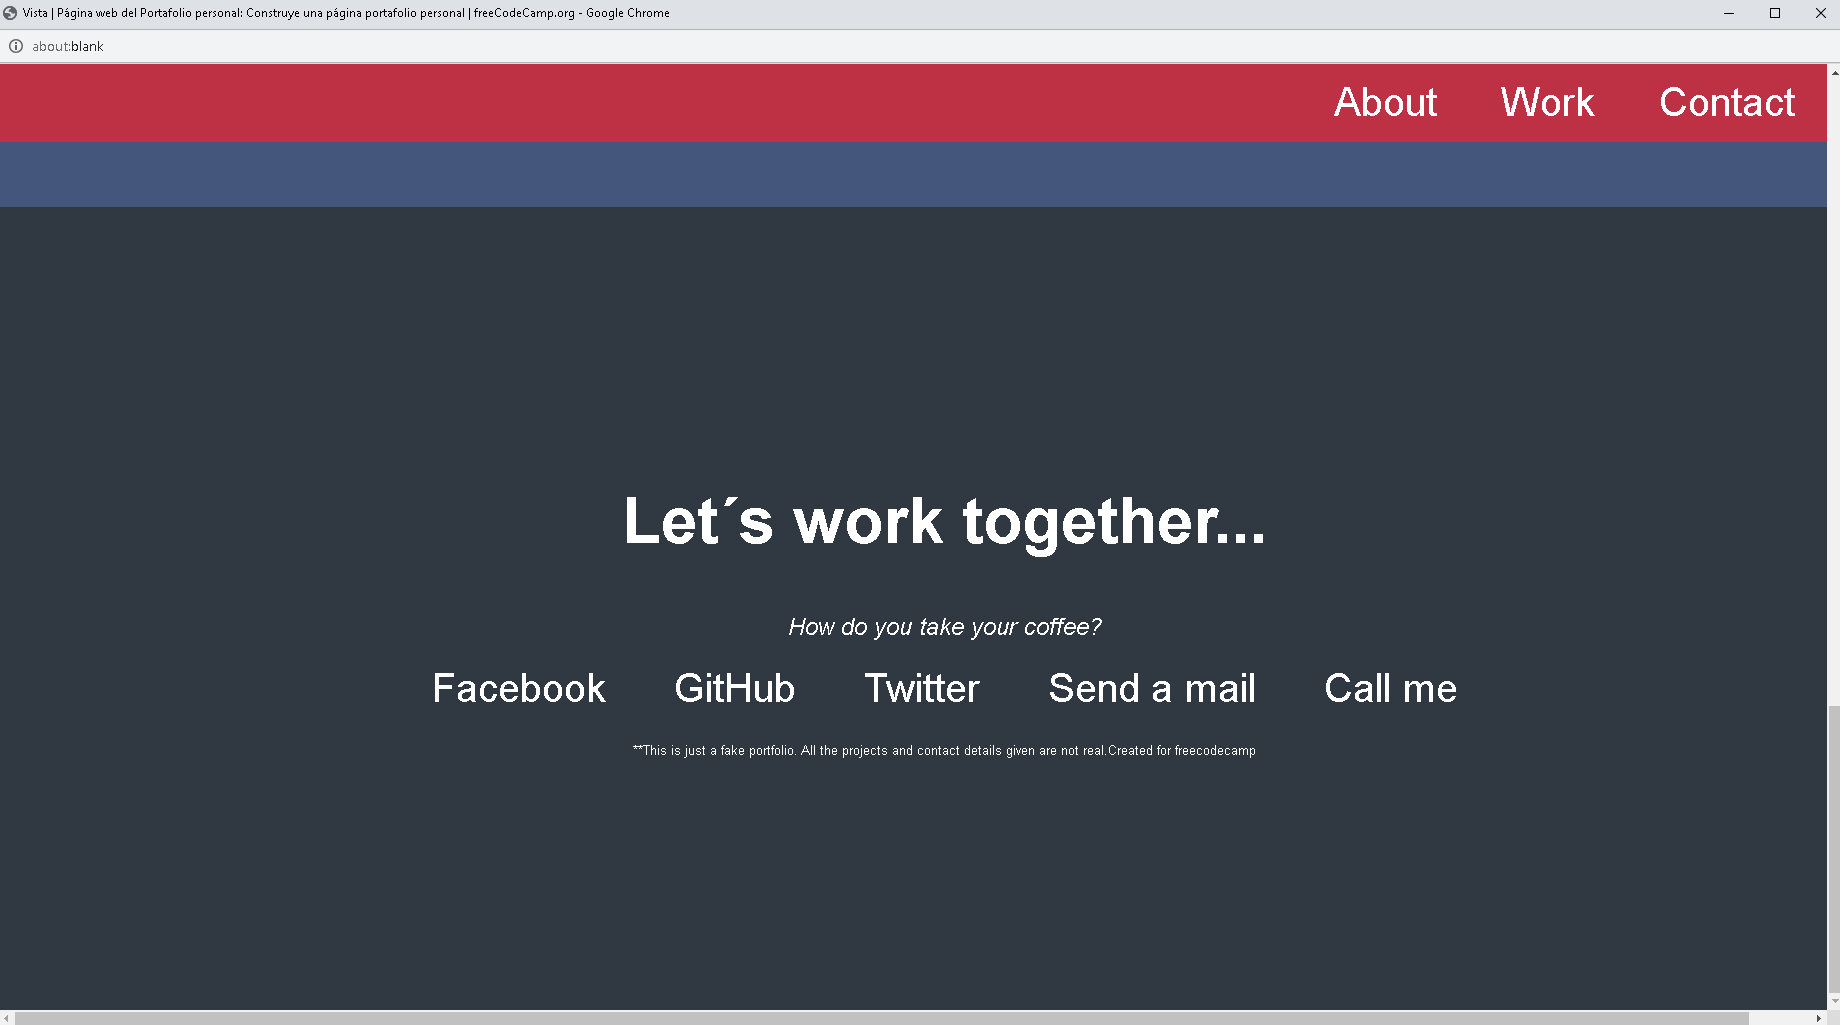 Vista | Página web del Portafolio personal: Construye una página portafolio personal | freeCodeCamp.org - Google Chrome
about:blank
About Work Contact
Let´s work together...
How do you take your coffee?
Facebook GitHub Twitter Send a mail Call me
**This is just a fake portfolio. All the projects and contact details given are not real.Created for freecodecamp